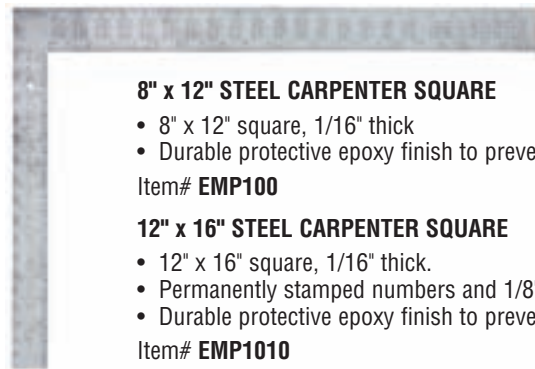 8" x 12" STEEL CARPENTER SQUARE
• 8" x 12" square, 1/16" thick
• Durable protective epoxy finish to preve
Item# EMP100
12" x 16" STEEL CARPENTER SQUARE
• 12" x 16" square, 1/16" thick.
• Permanently stamped numbers and 1/8"
• Durable protective epoxy finish to preve
Item# EMP1010